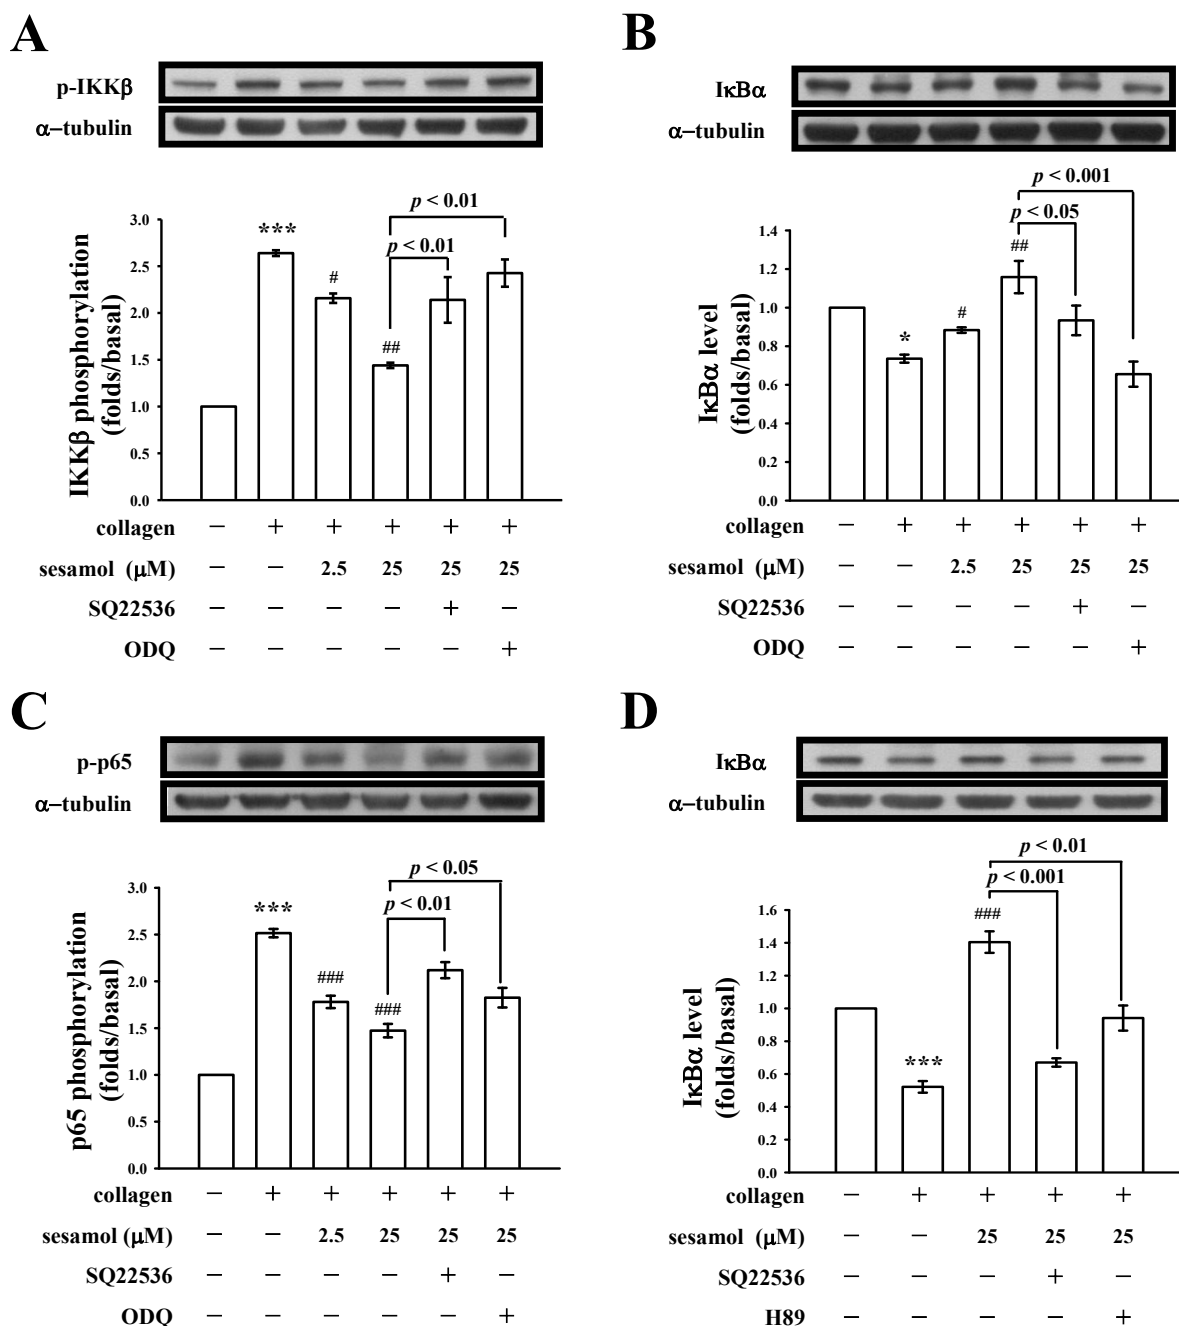 A
p-IKKβ
α–tubulin
p < 0.01
p < 0.01
***
#
##
IKKβ phosphorylation
(folds/basal)
3.0
2.5
2.0
1.5
1.0
0.5
0.0
collagen – + + + + +
sesamol (μM) – – 2.5 25 25 25
SQ22536 – – – – + –
ODQ – – – – – +
B
IκBα
α–tubulin
p < 0.001
p < 0.05
##
#
*
IκBα level
(folds/basal)
1.4
1.2
1.0
0.8
0.6
0.4
0.2
0.0
collagen – + + + + +
sesamol (μM) – – 2.5 25 25 25
SQ22536 – – – – + –
ODQ – – – – – +
C
p-p65
α–tubulin
p < 0.05
p < 0.01
***
###
###
p65 phosphorylation
(folds/basal)
3.0
2.5
2.0
1.5
1.0
0.5
0.0
collagen – + + + + +
sesamol (μM) – – 2.5 25 25 25
SQ22536 – – – – + –
ODQ – – – – – +
D
IκBα
α–tubulin
p < 0.01
p < 0.001
###
***
IκBα level
(folds/basal)
1.6
1.4
1.2
1.0
0.8
0.6
0.4
0.2
0.0
collagen – + + + +
sesamol (μM) – – 25 25 25
SQ22536 – – – + –
H89 – – – – +